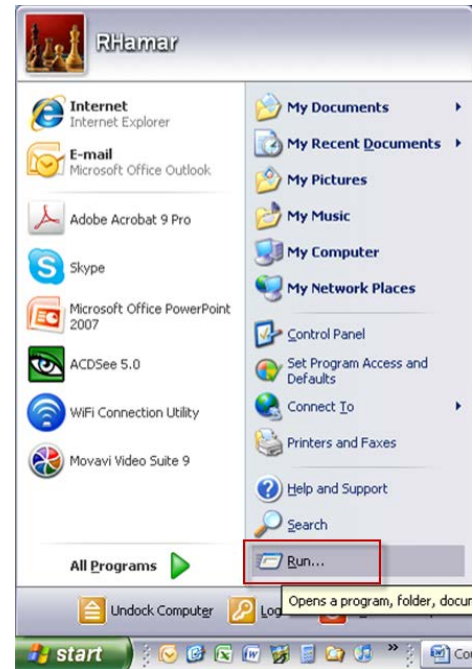 RHamar
Internet
Internet Explorer
E-mail
Microsoft Office Outlook
Adobe Acrobat 9 Pro
Skype
Microsoft Office PowerPoint
2007
ACDSee 5.0
WiFi Connection Utility
Movavi Video Suite 9
All Programs
My Documents
My Recent Documents
My Pictures
My Music
My Computer
My Network Places
Control Panel
Set Program Access and
Defaults
Connect To
Printers and Faxes
Help and Support
Search
Run...
Opens a program, folder, docum
Undock Computer
Log
start
Co